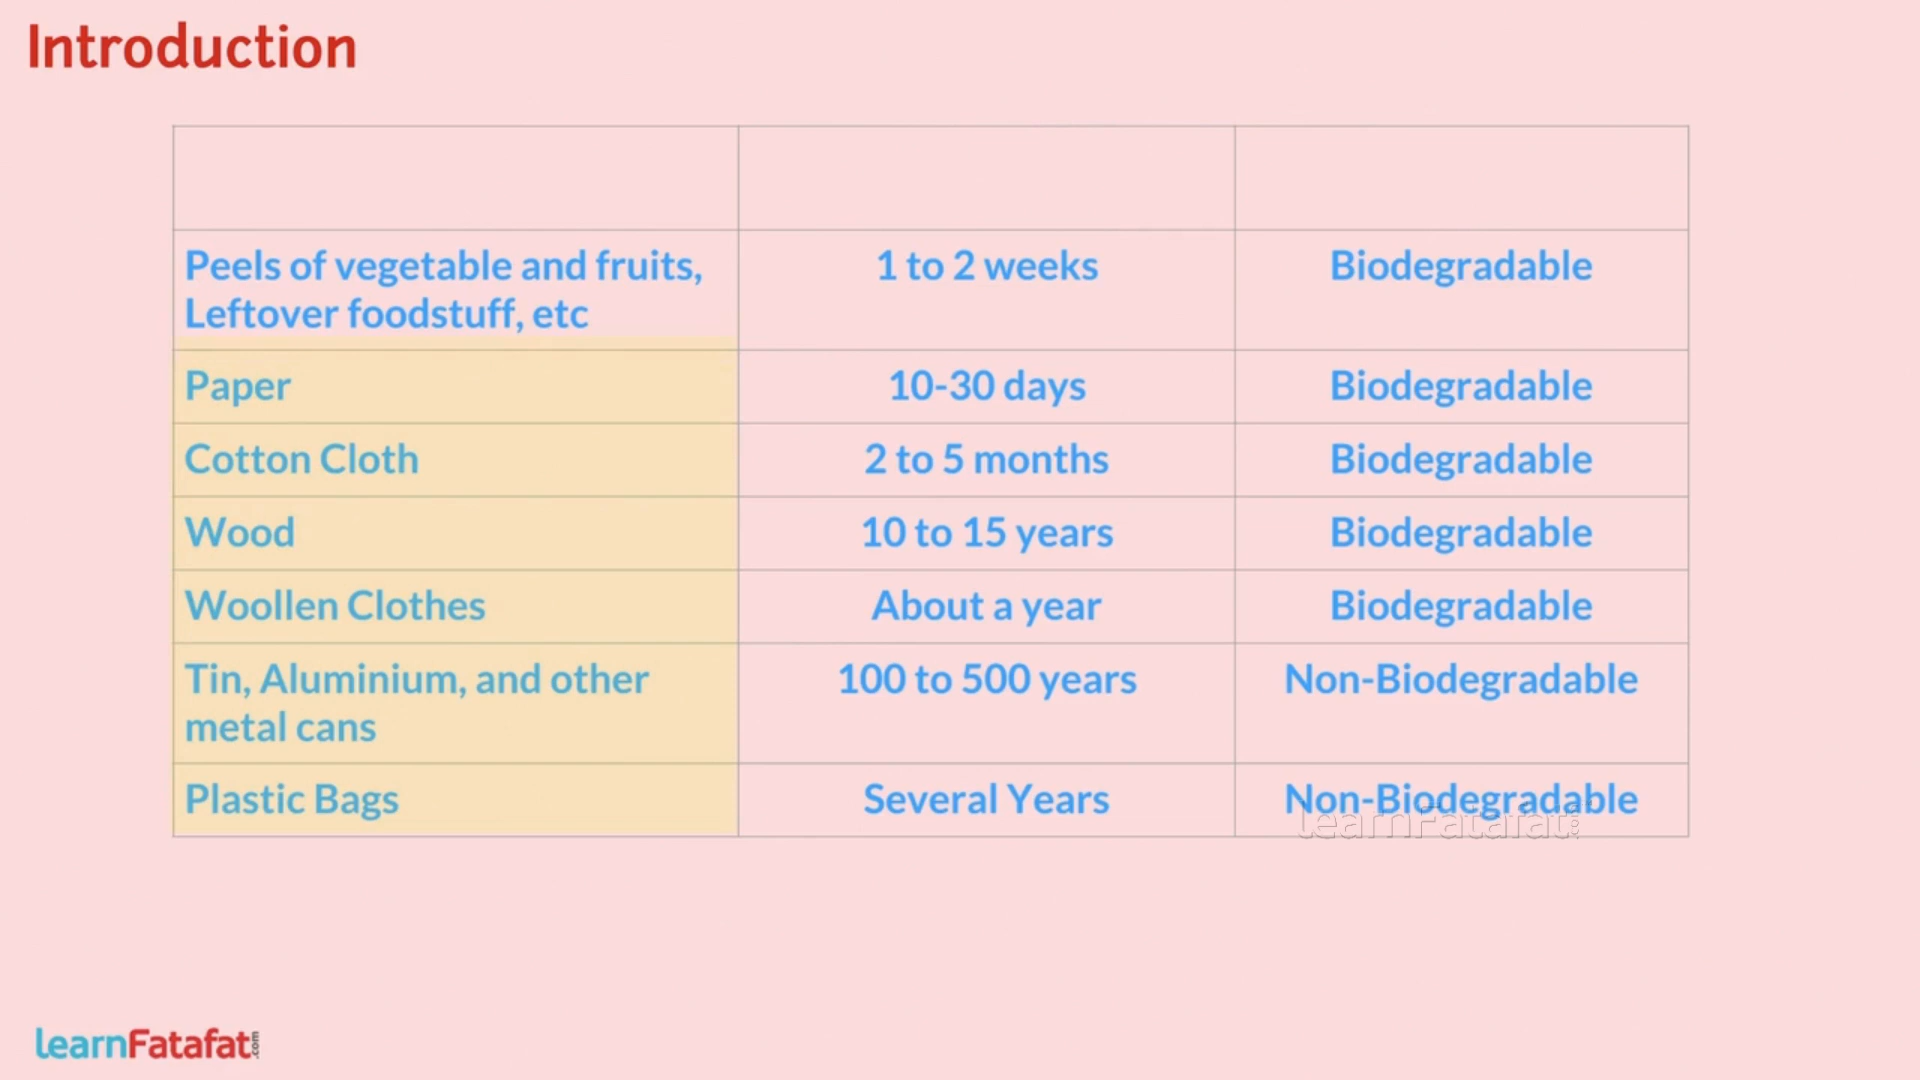 Introduction
Peels of vegetable and fruits, 1 to 2 weeks Biodegradable
Leftover foodstuff, etc
Paper 10-30 days Biodegradable
Cotton Cloth 2 to 5 months Biodegradable
Wood 10 to 15 years Biodegradable
Woollen Clothes About a year Biodegradable
Tin, Aluminium, and other 100 to 500 years Non-Biodegradable
metal cans
Plastic Bags Several Years Non-Biodegradable
learnFatafat.com
learnFatafat.com